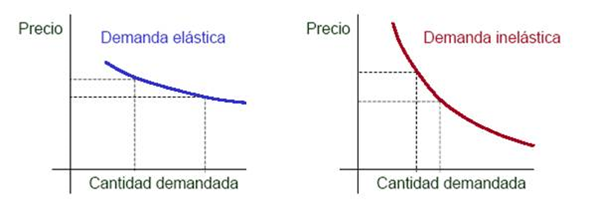 Precio
Demanda elástica
Cantidad demandada
Precio
Demanda inelástica
Cantidad demandada